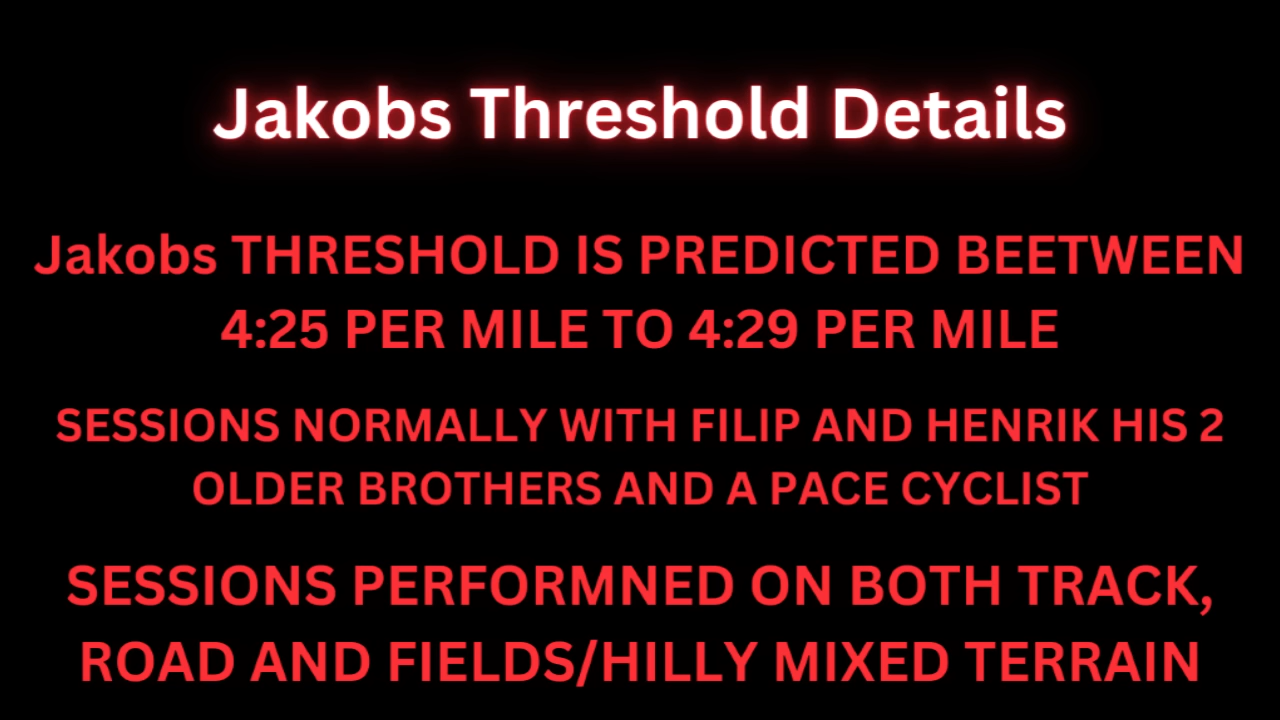 Jakobs Threshold Details
Jakobs THRESHOLD IS PREDICTED BEETWEEN
4:25 PER MILE TO 4:29 PER MILE
SESSIONS NORMALLY WITH FILIP AND HENRIK HIS 2
OLDER BROTHERS AND A PACE CYCLIST
SESSIONS PERFORMNED ON BOTH TRACK,
ROAD AND FIELDS/HILLY MIXED TERRAIN